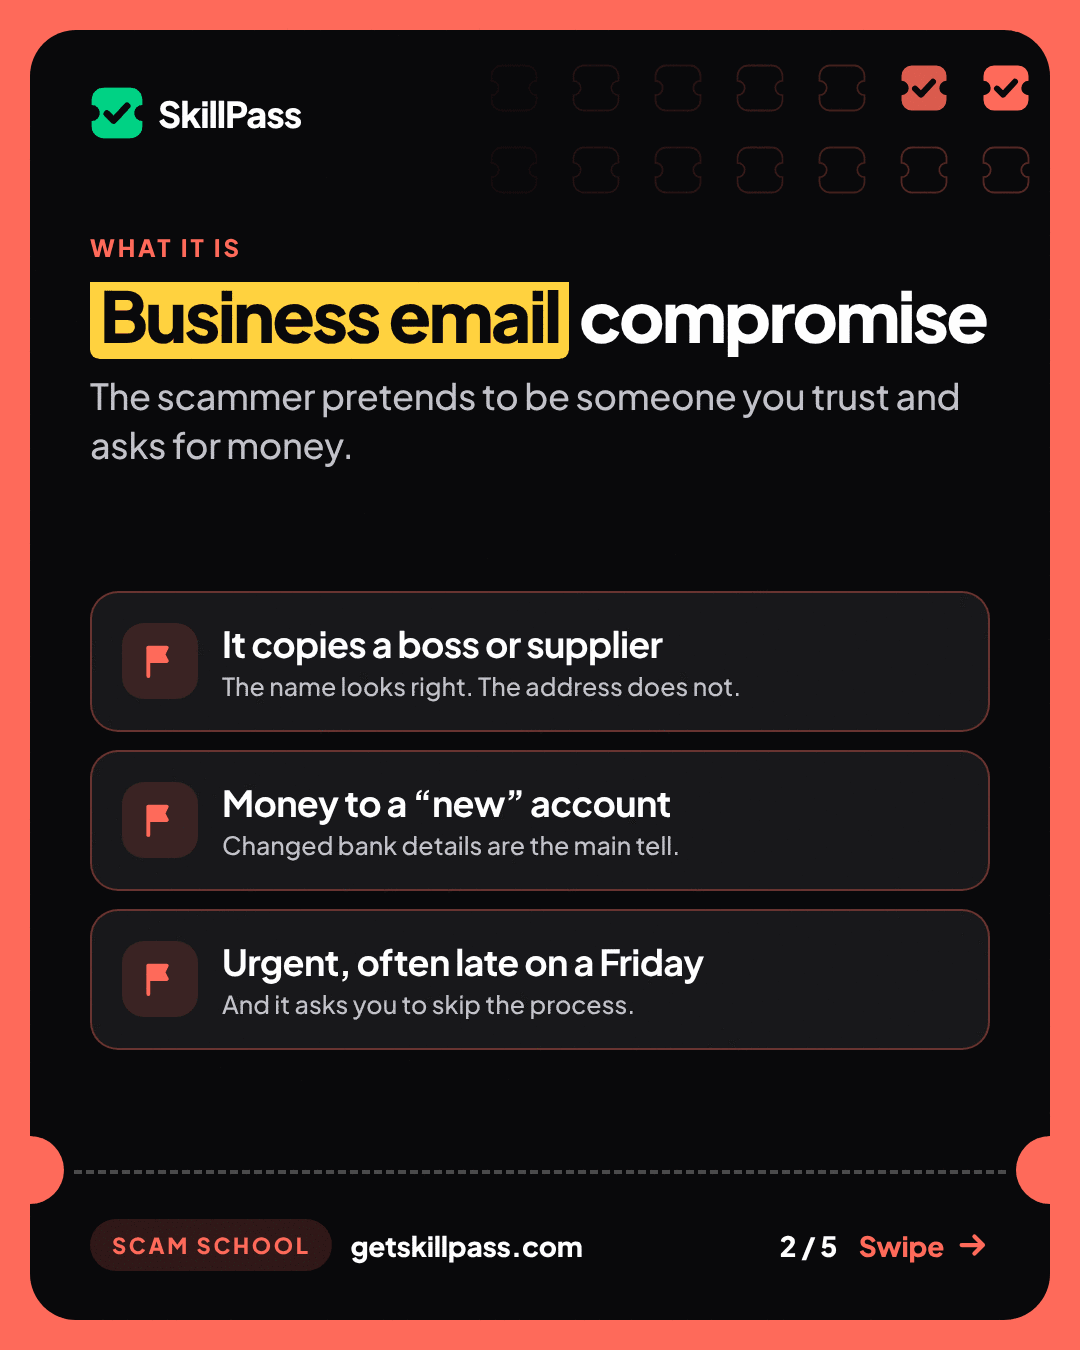 SkillPass
WHAT IT IS
Business email compromise
The scammer pretends to be someone you trust and
asks for money.
It copies a boss or supplier
The name looks right. The address does not.
Money to a “new” account
Changed bank details are the main tell.
Urgent, often late on a Friday
And it asks you to skip the process.
SCAM SCHOOL getskillpass.com 2 / 5 Swipe →